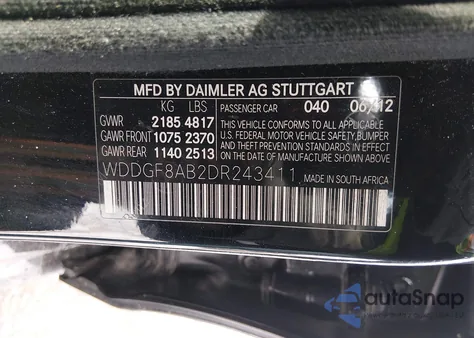 MFD BY DAIMLER AG STUTTGART
KG LBS
PASSENGER CAR 040 06/12
GVWR 2185 4817
GAWR FRONT 1075 2370
GAWR REAR 1140 2513
THIS VEHICLE CONFORMS TO ALL APPLICABLE
U.S. FEDERAL MOTOR VEHICLE SAFETY, BUMPER
AND THEFT PREVENTION STANDARDS IN EFFECT
ON THE DATE OF MANUFACTURE SHOWN ABOVE.
WDDGF8AB2DR243411
MADE IN SOUTH AFRICA
autoSnap